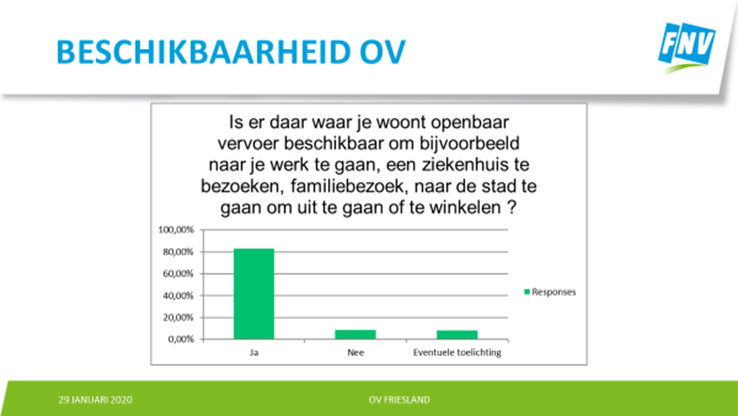 BESCHIKBAARHEID OV
FNV
Is er daar waar je woont openbaar
vervoer beschikbaar om bijvoorbeeld
naar je werk te gaan, een ziekenhuis te
bezoeken, familiebezoek, naar de stad te
gaan om uit te gaan of te winkelen ?
100,00%
80,00%
60,00%
40,00%
20,00%
0,00%
Ja Nee Eventuele toelichting
Responses
29 JANUARI 2020 OV FRIESLAND